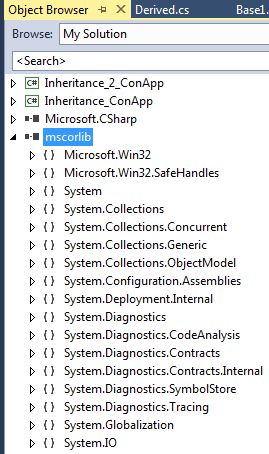 Object Browser Derived.cs Base1.
Browse: My Solution
<Search>
C# Inheritance_2_ConApp
C# Inheritance_ConApp
Microsoft.CSharp
mscorlib
{} Microsoft.Win32
{} Microsoft.Win32.SafeHandles
{} System
{} System.Collections
{} System.Collections.Concurrent
{} System.Collections.Generic
{} System.Collections.ObjectModel
{} System.Configuration.Assemblies
{} System.Deployment.Internal
{} System.Diagnostics
{} System.Diagnostics.CodeAnalysis
{} System.Diagnostics.Contracts
{} System.Diagnostics.Contracts.Internal
{} System.Diagnostics.SymbolStore
{} System.Diagnostics.Tracing
{} System.Globalization
{} System.IO